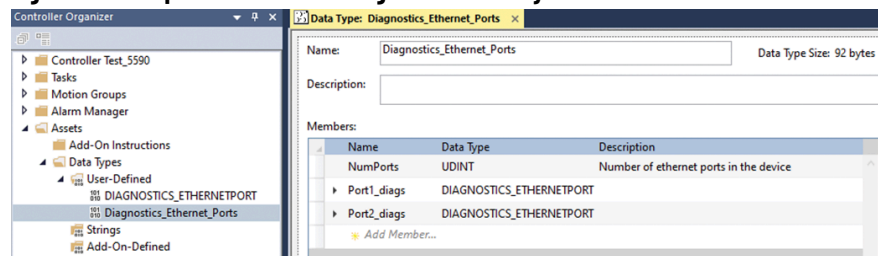 Controller Organizer
Controller Test_5590
Tasks
Motion Groups
Alarm Manager
Assets
Add-On Instructions
Data Types
User-Defined
DIAGNOSTICS_ETHERNETPORT
Diagnostics_Ethernet_Ports
Strings
Add-On-Defined
Data Type: Diagnostics_Ethernet_Ports ×
Name: Diagnostics_Ethernet_Ports Data Type Size: 92 bytes
Description:
Members:
Name Data Type Description
NumPorts UDINT Number of ethernet ports in the device
Port1_diags DIAGNOSTICS_ETHERNETPORT
Port2_diags DIAGNOSTICS_ETHERNETPORT
Add Member...